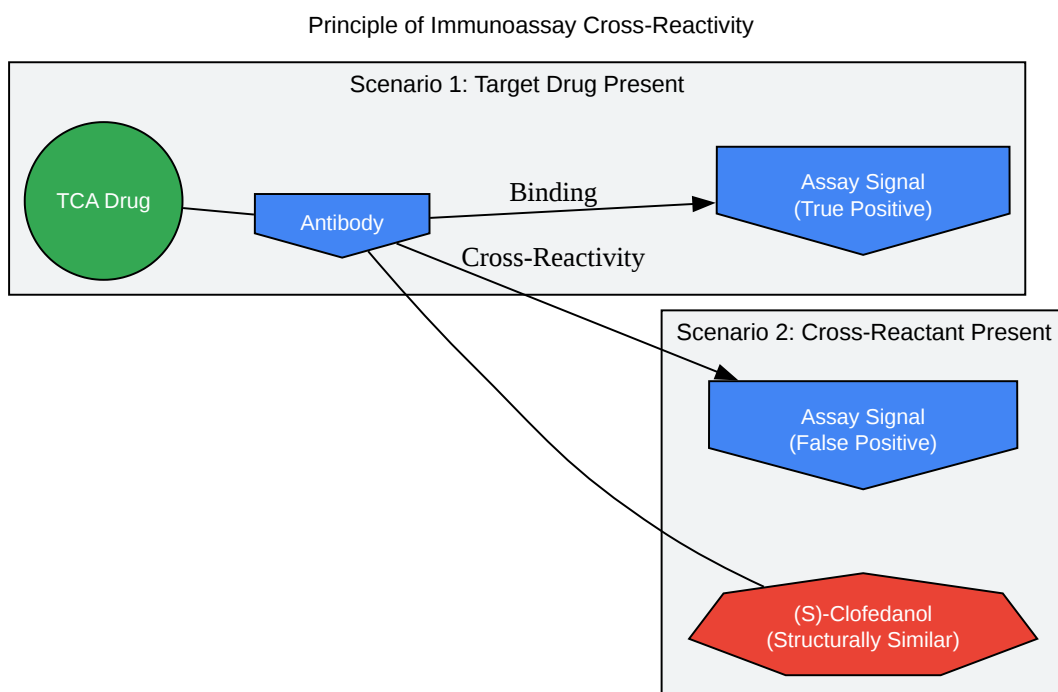 Principle of Immunoassay Cross-Reactivity
Scenario 1: Target Drug Present
TCA Drug
Antibody
Binding
Assay Signal
(True Positive)
Cross-Reactivity
Scenario 2: Cross-Reactant Present
Assay Signal
(False Positive)
(S)-Clofedanol
(Structurally Similar)